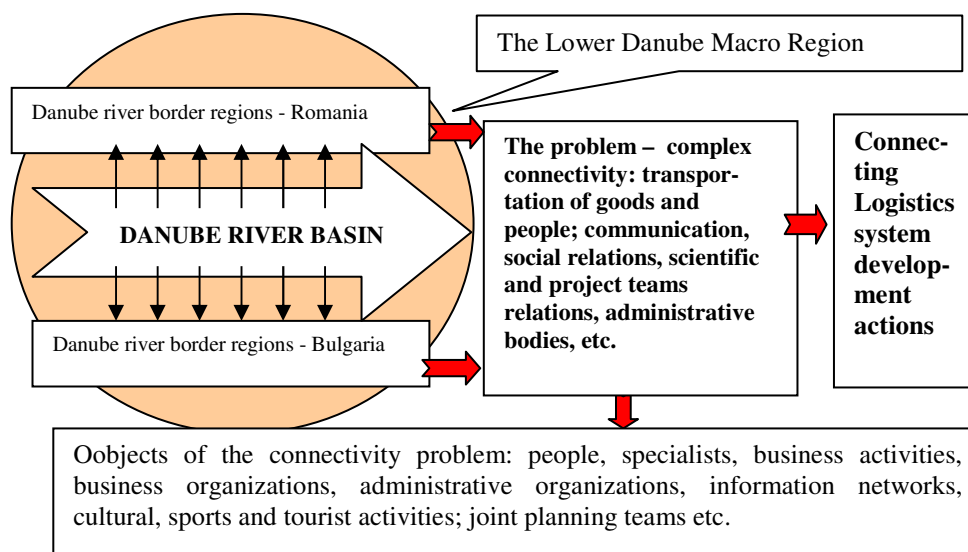 The Lower Danube Macro Region
Danube river border regions - Romania
DANUBE RIVER BASIN
Danube river border regions - Bulgaria
The problem – complex
connectivity: transpor-
tation of goods and
people; communication,
social relations, scientific
and project teams
relations, administrative
bodies, etc.
Connec-
ting
Logistics
system
develop-
ment
actions
Oobjects of the connectivity problem: people, specialists, business activities,
business organizations, administrative organizations, information networks,
cultural, sports and tourist activities; joint planning teams etc.